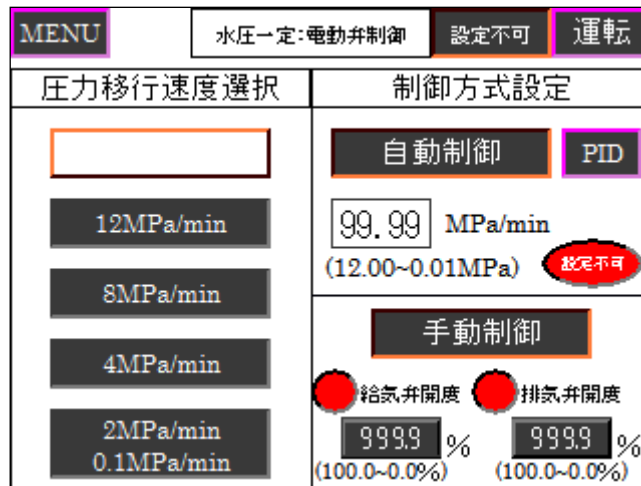 MENU
水圧一定:電動弁制御
設定不可
運転
圧力移行速度選択
制御方式設定
自動制御
PID
12MPa/min
99.99 MPa/min
(12.00~0.01MPa)
設定不可
8MPa/min
手動制御
4MPa/min
給気弁開度
排気弁開度
2MPa/min
0.1MPa/min
999.9 %
999.9 %
(100.0~0.0%)
(100.0~0.0%)